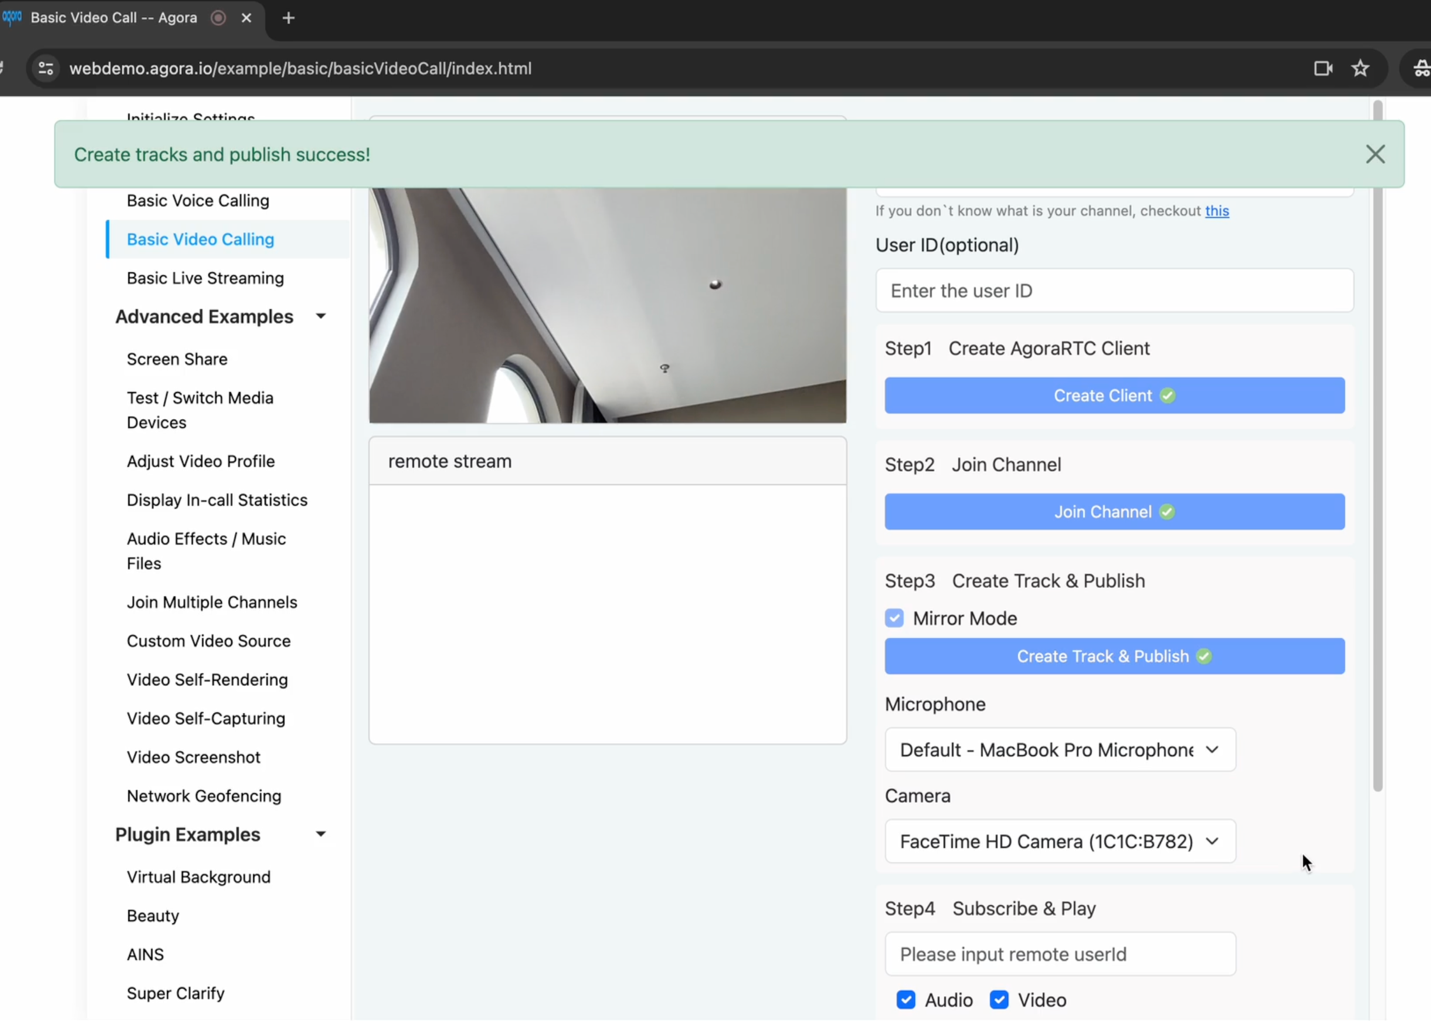 Basic Video Call -- Agora
webdemo.agora.io/example/basic/basicVideoCall/index.html
Initialize Settings
Create tracks and publish success!
Basic Voice Calling
Basic Video Calling
Basic Live Streaming
Advanced Examples
Screen Share
Test / Switch Media
Devices
Adjust Video Profile
Display In-call Statistics
Audio Effects / Music
Files
Join Multiple Channels
Custom Video Source
Video Self-Rendering
Video Self-Capturing
Video Screenshot
Network Geofencing
Plugin Examples
Virtual Background
Beauty
AINS
Super Clarify
remote stream
If you don`t know what is your channel, checkout this
User ID(optional)
Enter the user ID
Step1 Create AgoraRTC Client
Create Client
Step2 Join Channel
Join Channel
Step3 Create Track & Publish
Mirror Mode
Create Track & Publish
Microphone
Default - MacBook Pro Microphone
Camera
FaceTime HD Camera (1C1C:B782)
Step4 Subscribe & Play
Please input remote userId
Audio Video